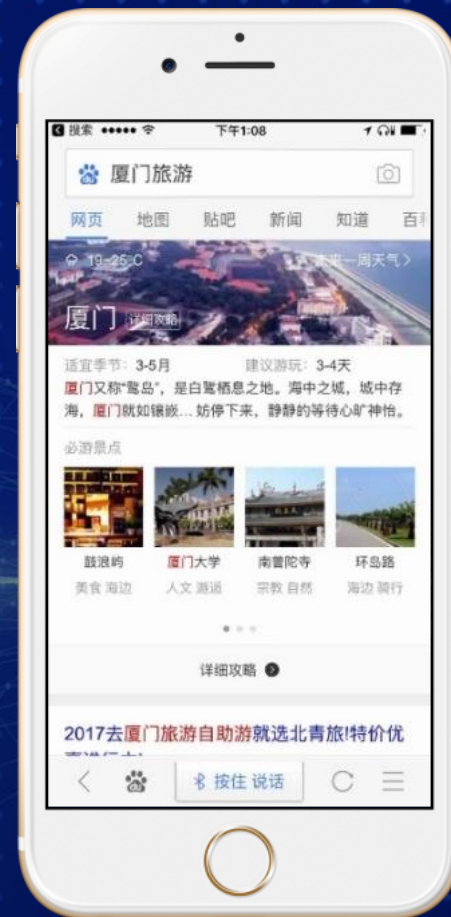 搜索
下午1:08
厦门旅游
网页 地图 贴吧 新闻 知道
19~25°C
未来一周天气>
厦门 详细攻略
适宜季节: 3-5月 建议游玩: 3-4天
厦门又称“鹭岛”,是白鹭栖息之地。海中之城,城中存
海,厦门就如镶嵌... 妨停下来,静静的等待心旷神怡。
必游景点
鼓浪屿 厦门大学 南普陀寺 环岛路
美食 海边 人文 游逛 宗教 自然 海边 骑行
详细攻略
2017去厦门旅游自助游就选北青旅!特价优
按住 说话